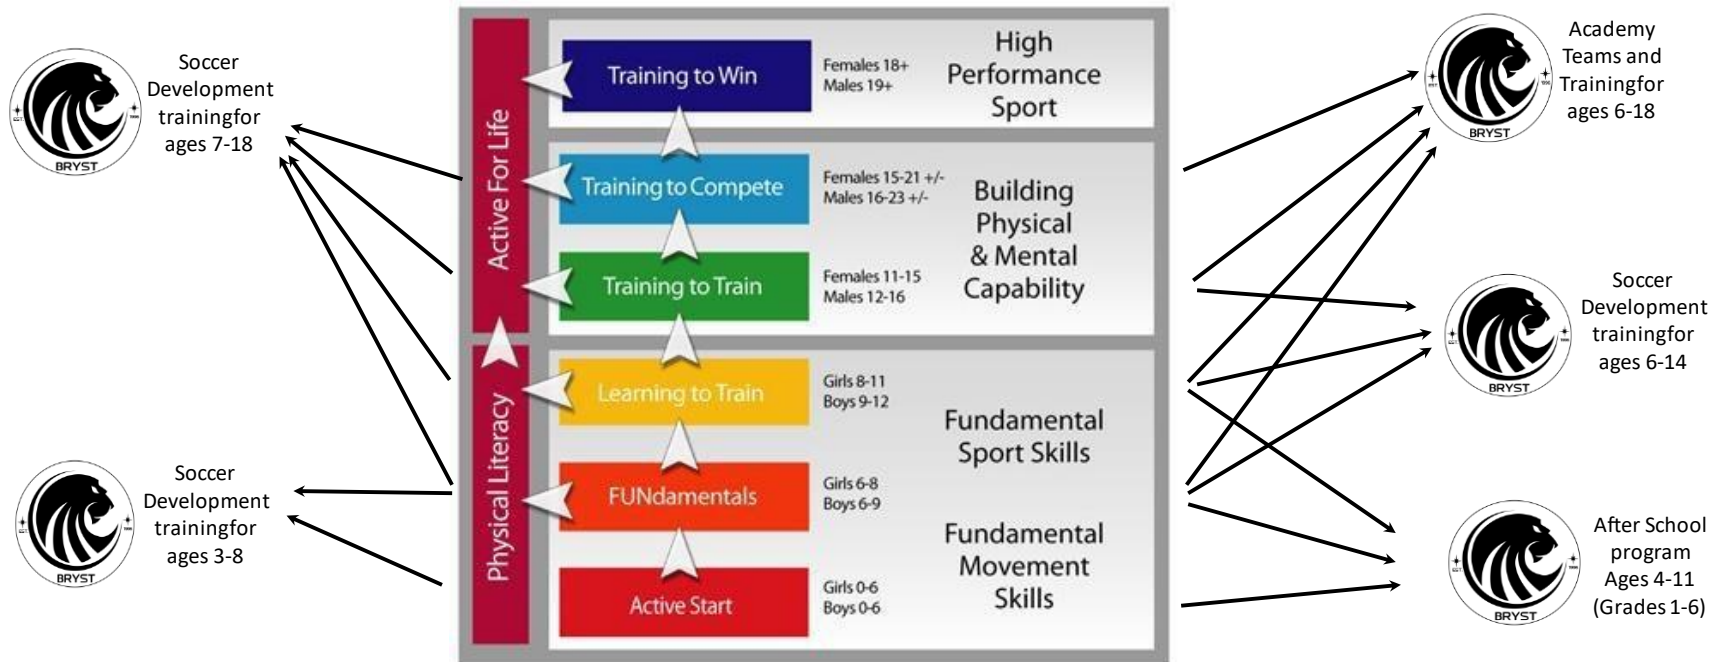 Soccer
Development
trainingfor
ages 7-18
BRYST
Soccer
Development
trainingfor
ages 3-8
BRYST
Active For Life
Physical Literacy
Training to Win
Females 18+
Males 19+
High
Performance
Sport
Training to Compete
Females 15-21 +/-
Males 16-23 +/-
Training to Train
Females 11-15
Males 12-16
Building
Physical
& Mental
Capability
Learning to Train
Girls 8-11
Boys 9-12
Fundamental
Sport Skills
FUNdamentals
Girls 6-8
Boys 6-9
Fundamental
Movement
Skills
Active Start
Girls 0-6
Boys 0-6
Academy
Teams and
Trainingfor
ages 6-18
BRYST
Soccer
Development
trainingfor
ages 6-14
BRYST
After School
program
Ages 4-11
(Grades 1-6)
BRYST